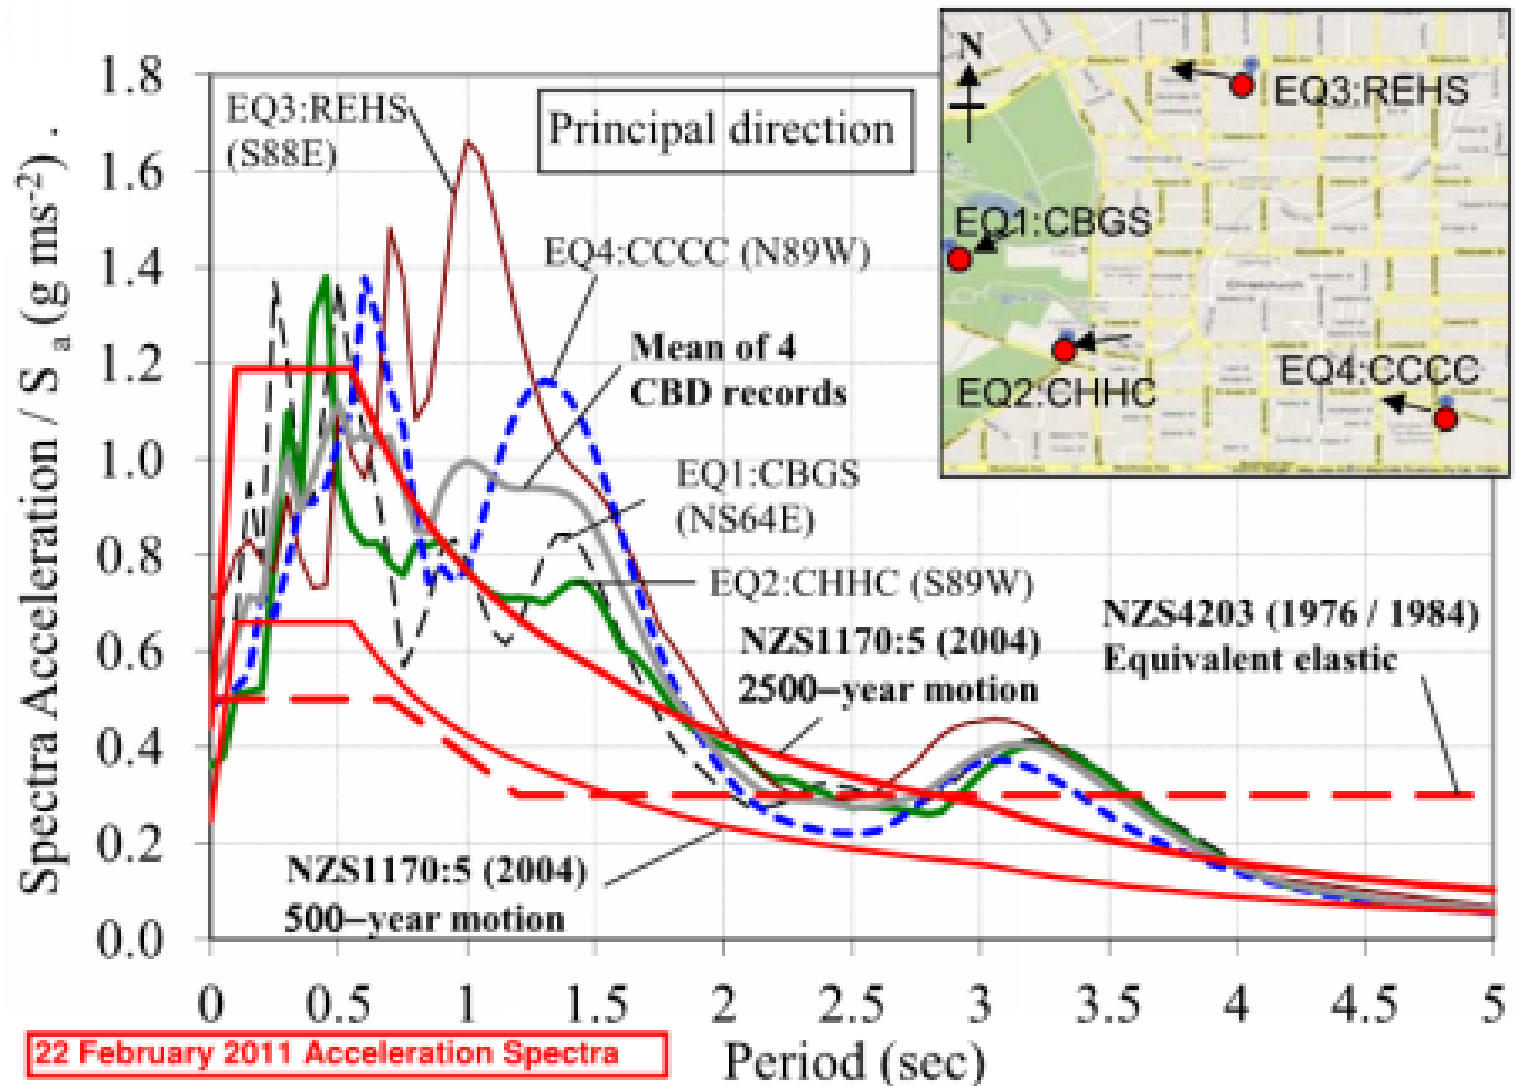 1.8
1.6
1.4
1.2
1.0
0.8
0.6
0.4
0.2
0.0
Spectra Acceleration / S a (g ms-2) .
EQ3:REHS
(S88E)
Principal direction
EQ4:CCCC (N89W)
Mean of 4
CBD records
EQ1:CBGS
(NS64E)
EQ2:CHHC (S89W)
NZS1170:5 (2004)
2500–year motion
NZS4203 (1976 / 1984)
Equivalent elastic
NZS1170:5 (2004)
500–year motion
N
EQ3:REHS
EQ1:CBGS
EQ2:CHHC
EQ4:CCCC
0 0.5 1 1.5 2 2.5 3 3.5 4 4.5 5
Period (sec)
22 February 2011 Acceleration Spectra